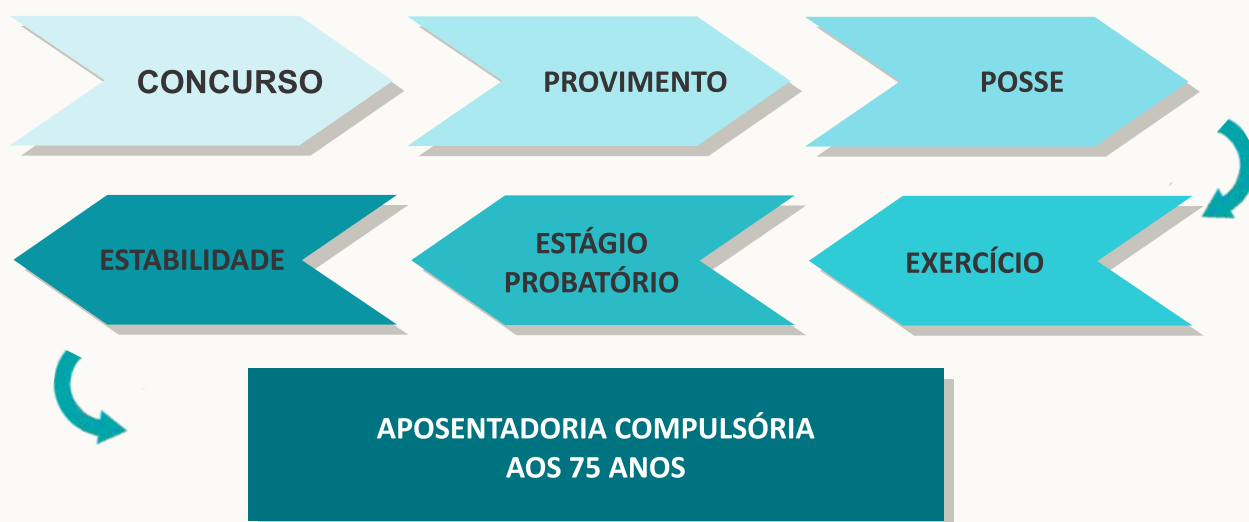 CONCURSO
PROVIMENTO
POSSE
EXERCÍCIO
ESTÁGIO
PROBATÓRIO
ESTABILIDADE
APOSENTADORIA COMPULSÓRIA
AOS 75 ANOS